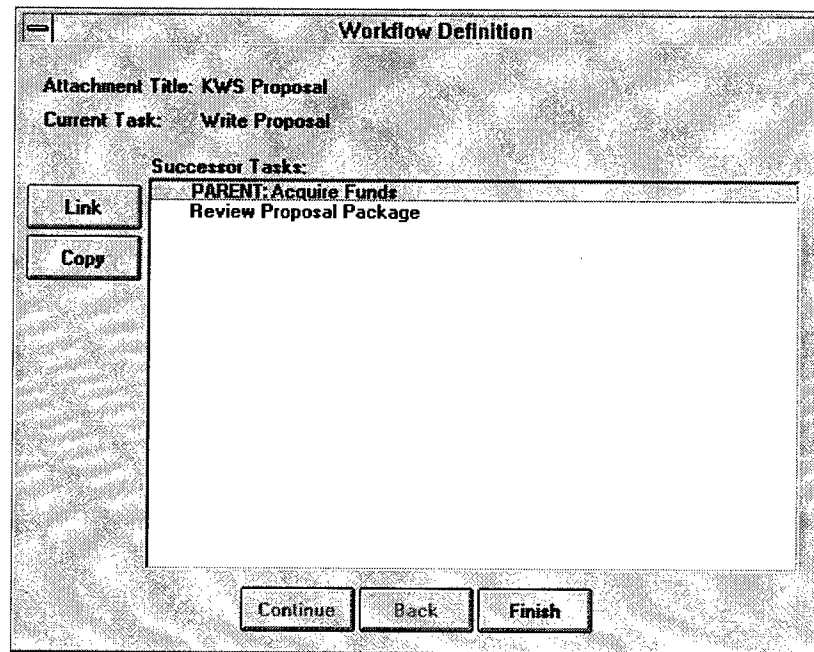 Workflow Definition
Attachment Title: KWS Proposal
Current Task: Write Proposal
Successor Tasks:
PARENT: Acquire Funds
Review Proposal Package
Link
Copy
Continue
Back
Finish